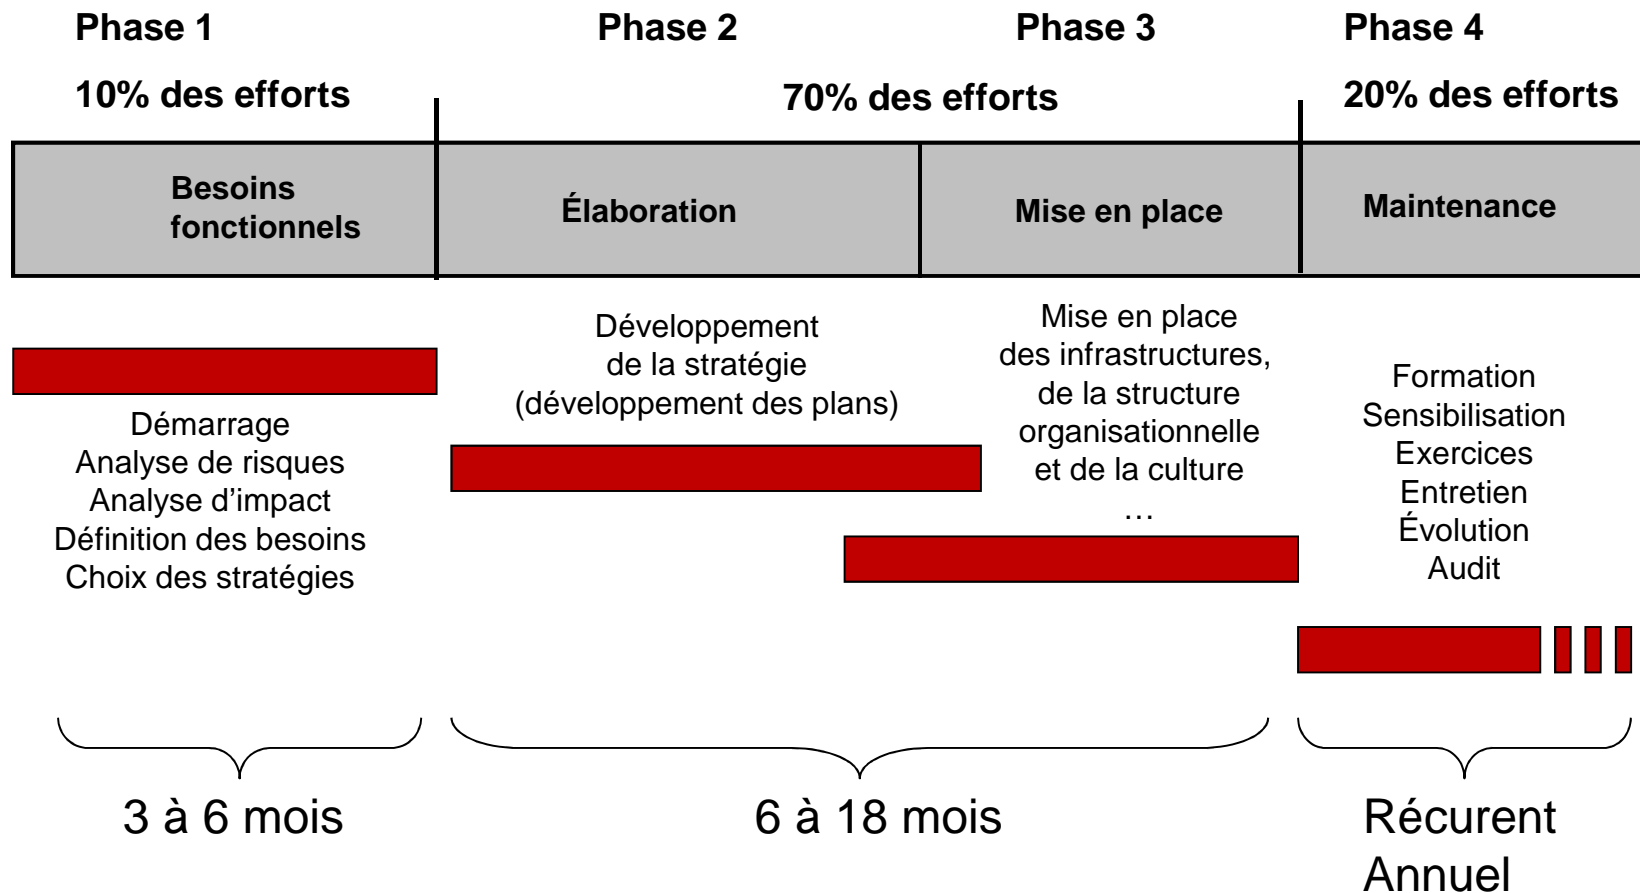 Phase 1
Phase 2
Phase 3
Phase 4
10% des efforts
70% des efforts
20% des efforts
Besoins
fonctionnels
Élaboration
Mise en place
Maintenance
Démarrage
Analyse de risques
Analyse d’impact
Définition des besoins
Choix des stratégies
Développement
de la stratégie
(développement des plans)
Mise en place
des infrastructures,
de la structure
organisationnelle
et de la culture
…
Formation
Sensibilisation
Exercices
Entretien
Évolution
Audit
3 à 6 mois
6 à 18 mois
Récurent
Annuel